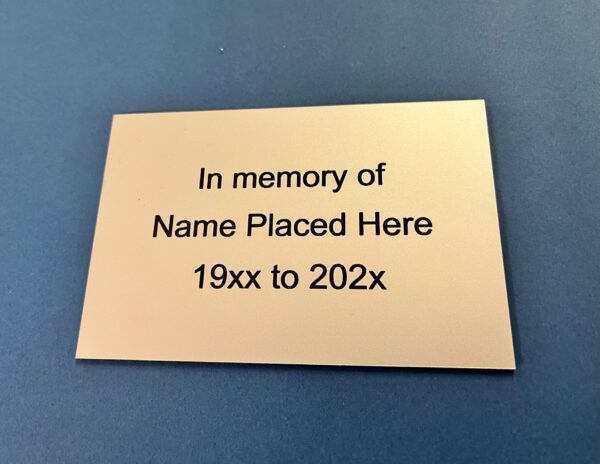 In memory of
Name Placed Here
19xx to 202x